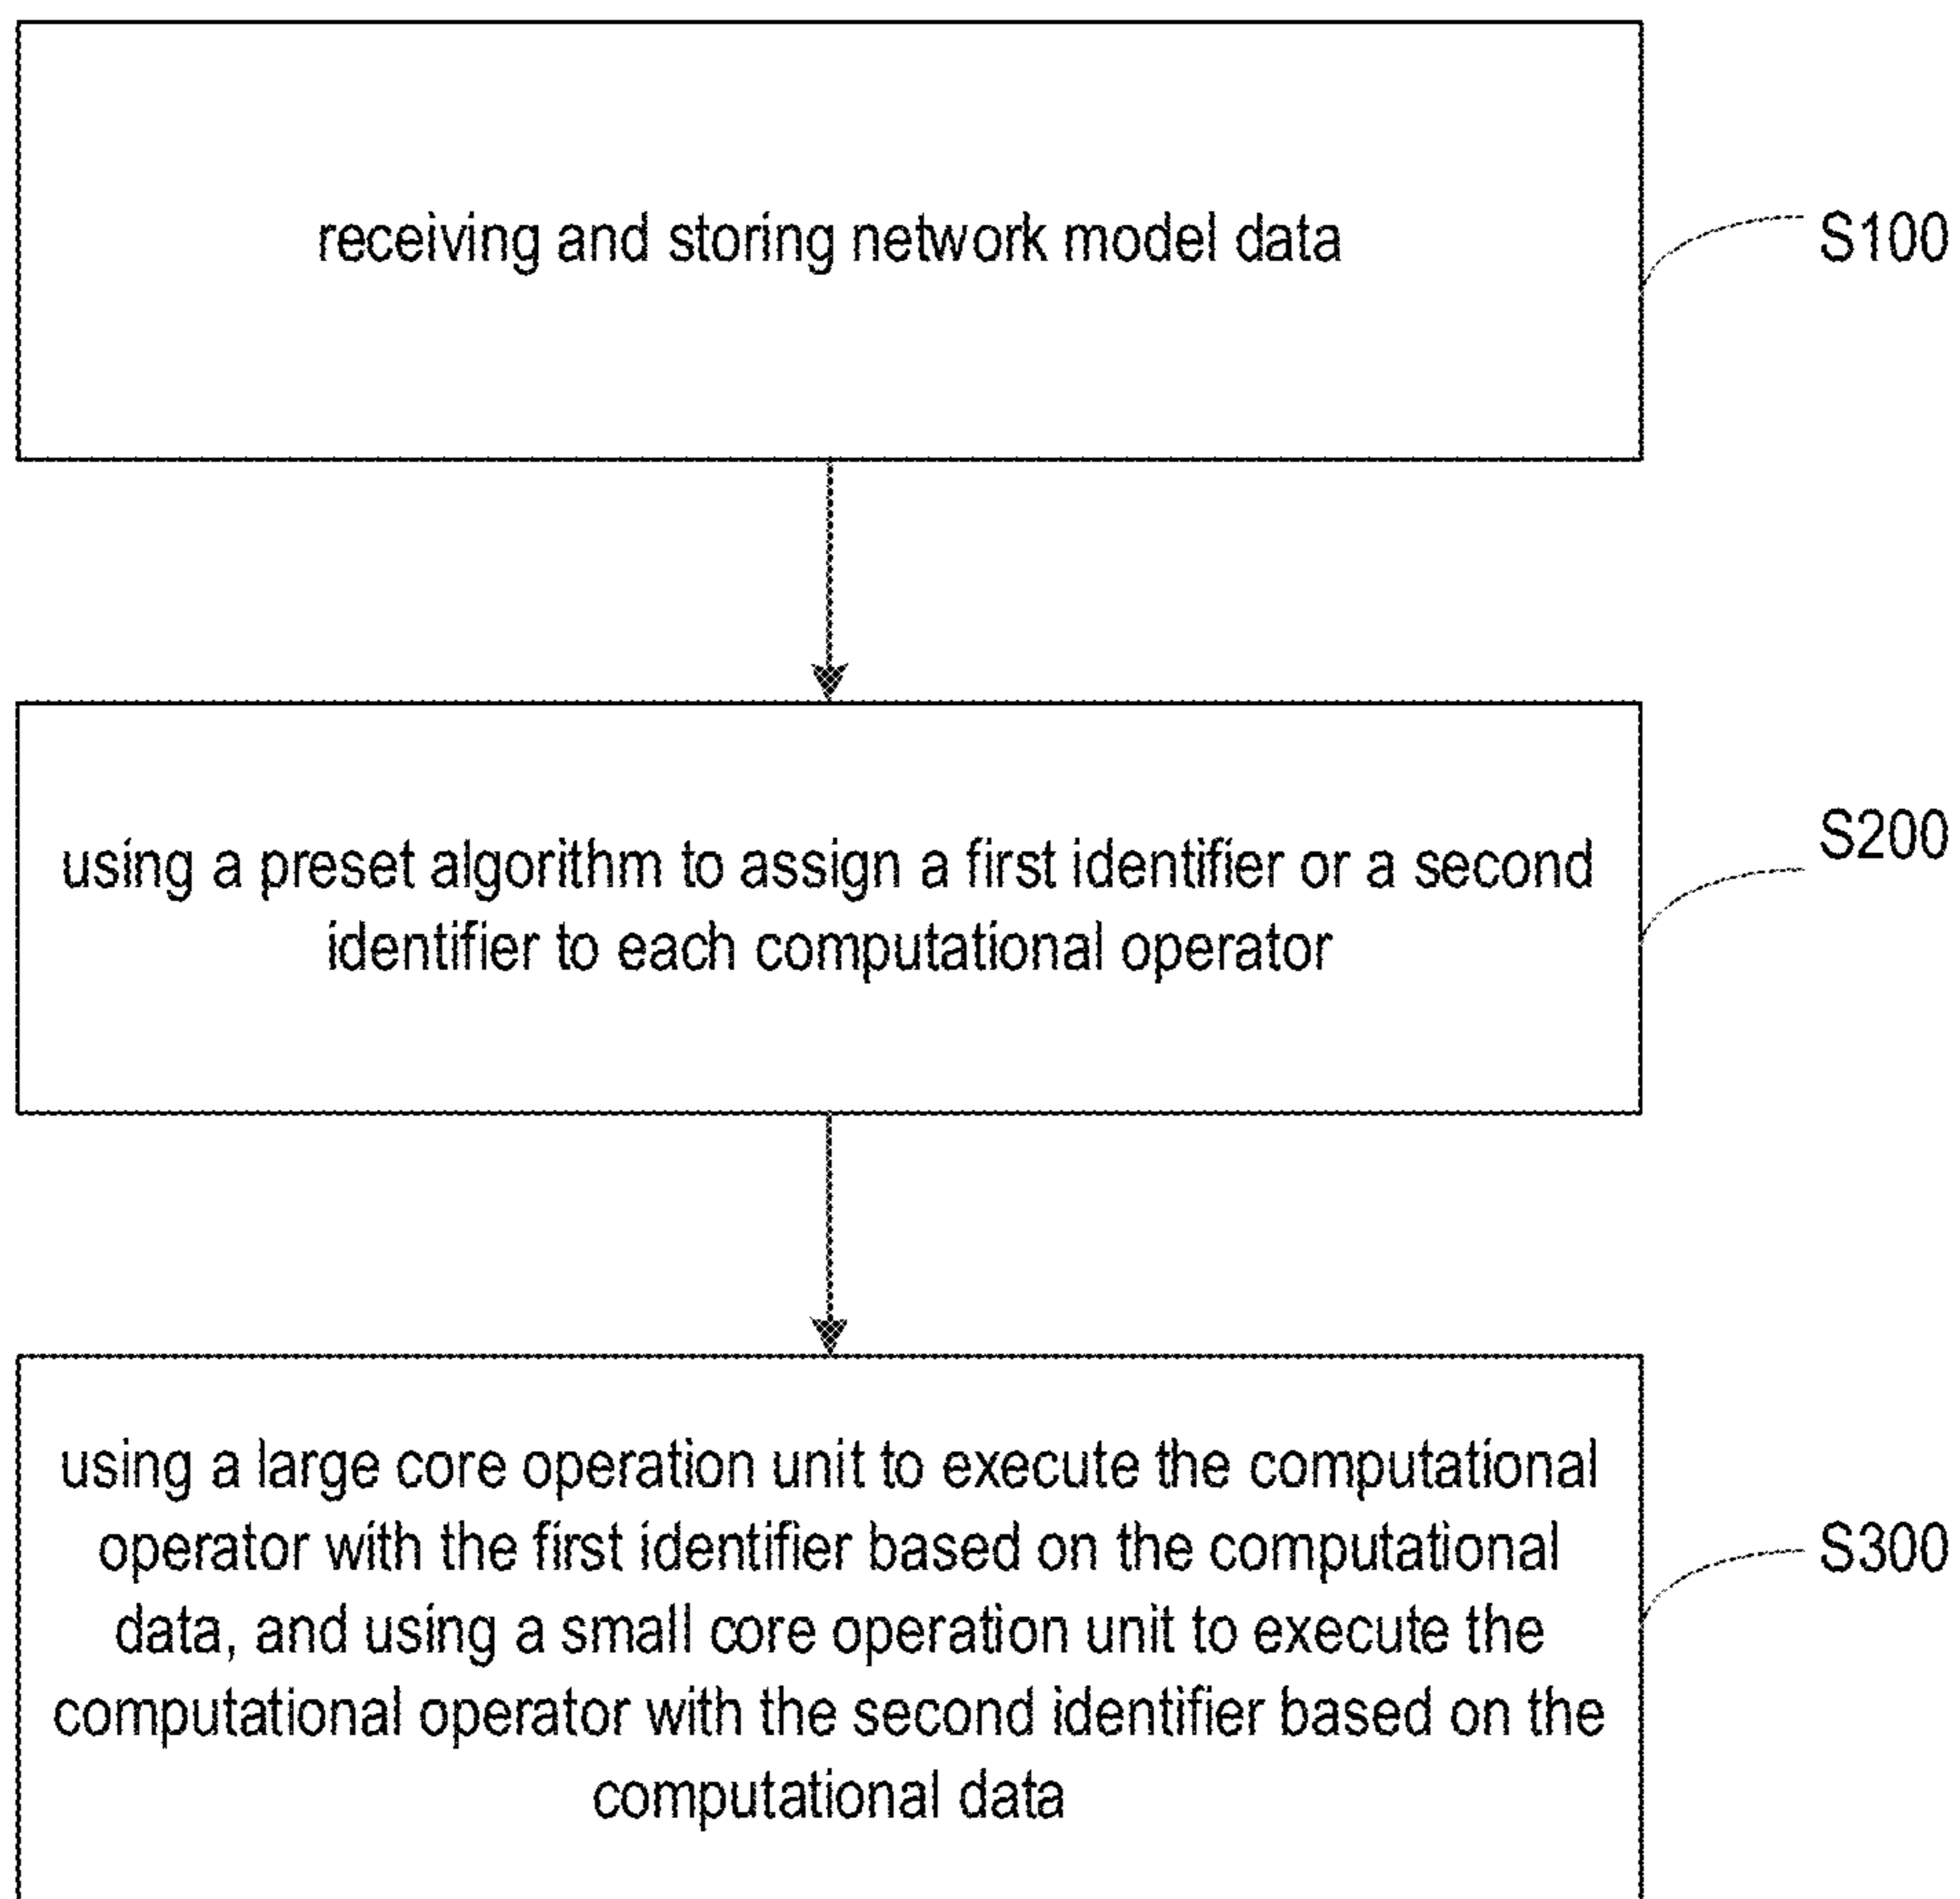 receiving and storing network model data
S100
using a preset algorithm to assign a first identifier or a second
identifier to each computational operator
S200
using a large core operation unit to execute the computational
operator with the first identifier based on the computational
data, and using a small core operation unit to execute the
computational operator with the second identifier based on the
computational data
S300